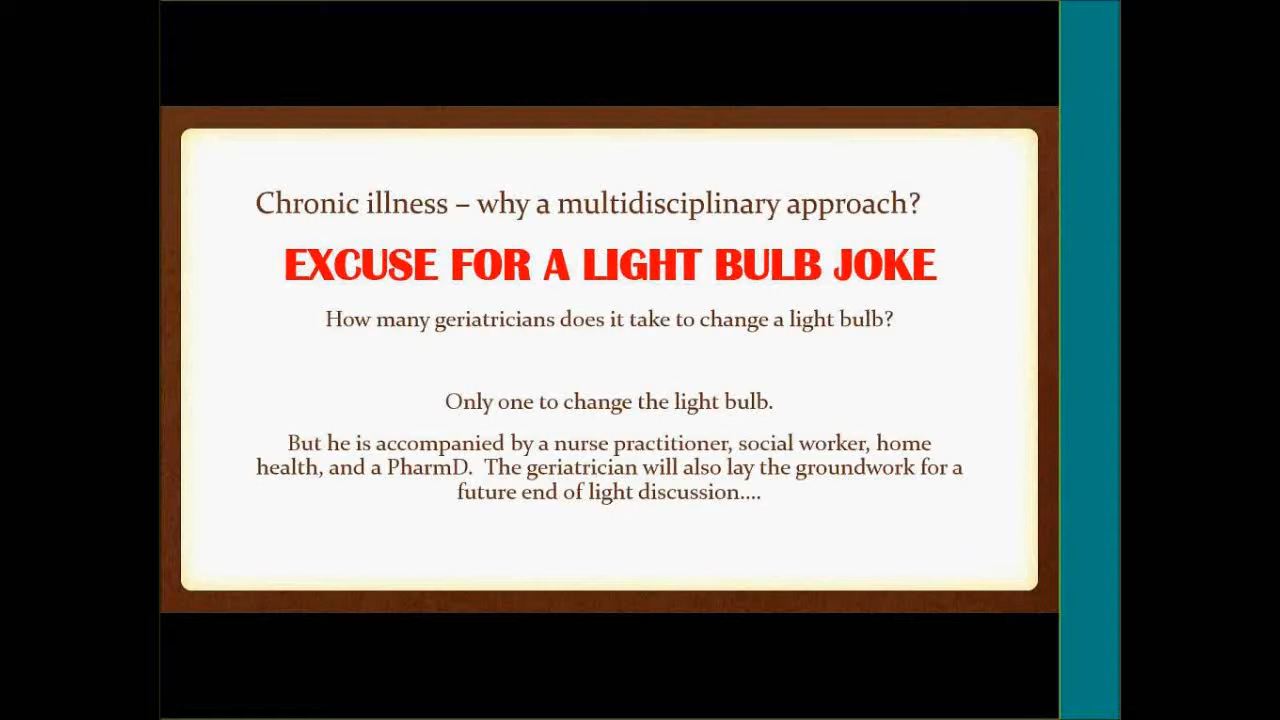 Chronic illness – why a multidisciplinary approach?
EXCUSE FOR A LIGHT BULB JOKE
How many geriatricians does it take to change a light bulb?
Only one to change the light bulb.
But he is accompanied by a nurse practitioner, social worker, home
health, and a PharmD.  The geriatrician will also lay the groundwork for a
future end of light discussion….